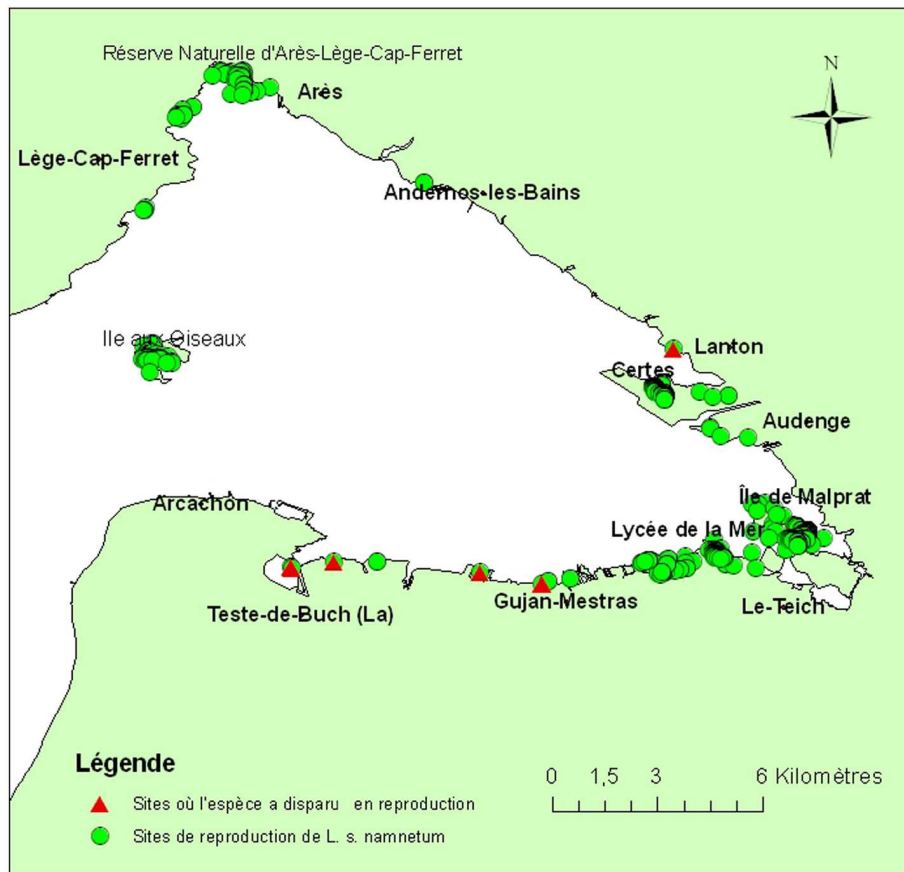 Réserve Naturelle d'Arès-Lège-Cap-Ferret
N
Arès
Lège-Cap-Ferret
Andernos-les-Bains
Ile aux Oiseaux
Lanton
Certes
Audenge
Île de Malprat
Arcachon
Lycée de la Mer
Teste-de-Buch (La)
Gujan-Mestras
Le-Teich
Légende
Sites où l'espèce a disparu en reproduction
Sites de reproduction de L. s. namnetum
0 1,5 3 6 Kilomètres